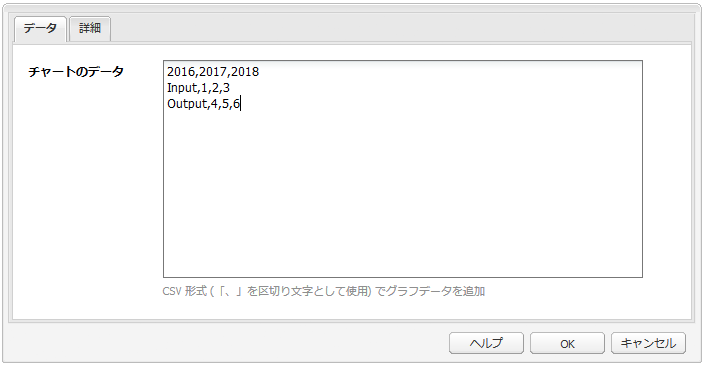 データ 詳細
チャートのデータ
2016,2017,2018
Input,1,2,3
Output,4,5,6
CSV 形式 (「、」を区切り文字として使用) でグラフデータを追加
ヘルプ OK キャンセル